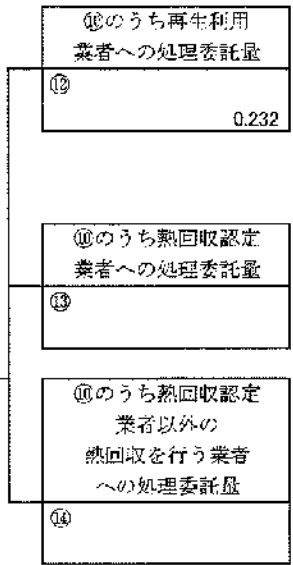 ⑩のうち再生利用
業者への処理委託量
⑫
0.232
⑩のうち熱回収認定
業者への処理委託量
⑬
⑩のうち熱回収認定
業者以外の
熱回収を行う業者
への処理委託量
⑭